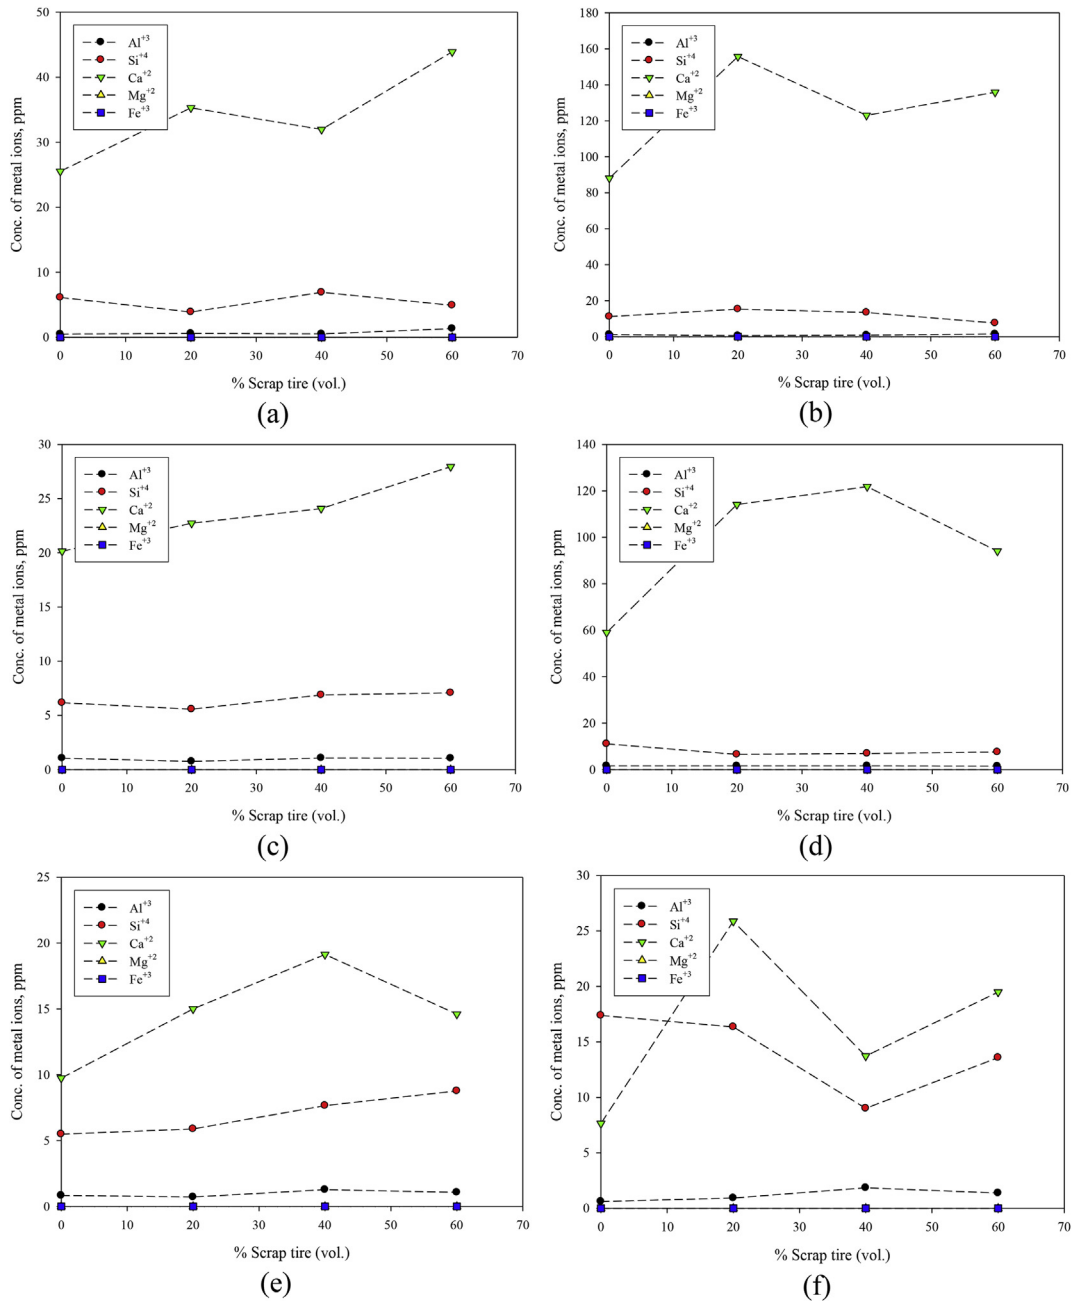 50
40
30
20
10
0
Conc. of metal ions, ppm
Al+3
Si+4
Ca+2
Mg+2
Fe+3
0 10 20 30 40 50 60 70
% Scrap tire (vol.)
(a)
180
160
140
120
100
80
60
40
20
0
Conc. of metal ions, ppm
Al+3
Si+4
Ca+2
Mg+2
Fe+3
0 10 20 30 40 50 60 70
% Scrap tire (vol.)
(b)
30
25
20
15
10
5
0
Conc. of metal ions, ppm
Al+3
Si+4
Ca+2
Mg+2
Fe+3
0 10 20 30 40 50 60 70
% Scrap tire (vol.)
(c)
140
120
100
80
60
40
20
0
Conc. of metal ions, ppm
Al+3
Si+4
Ca+2
Mg+2
Fe+3
0 10 20 30 40 50 60 70
% Scrap tire (vol.)
(d)
25
20
15
10
5
0
Conc. of metal ions, ppm
Al+3
Si+4
Ca+2
Mg+2
Fe+3
0 10 20 30 40 50 60 70
% Scrap tire (vol.)
(e)
30
25
20
15
10
5
0
Conc. of metal ions, ppm
Al+3
Si+4
Ca+2
Mg+2
Fe+3
0 10 20 30 40 50 60 70
% Scrap tire (vol.)
(f)